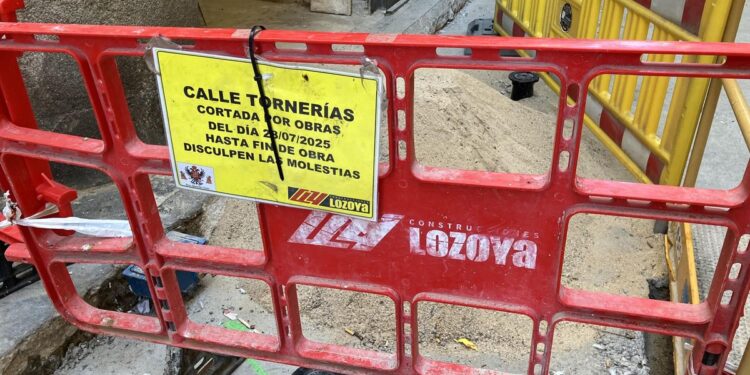 CALLE TORNERÍAS
CORTADA POR OBRAS
DEL DÍA 28/07/2025
HASTA FIN DE OBRA
DISCULPEN LAS MOLESTIAS
LOZOYA
CONSTRUCCIONES
LOZOYA